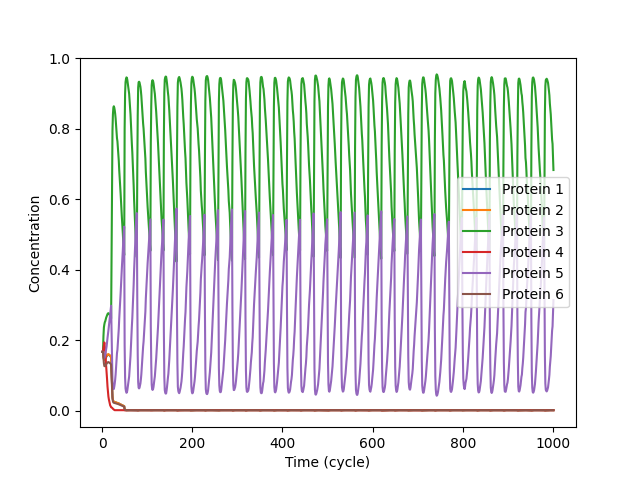 1.0
0.8
0.6
0.4
0.2
0.0
Concentration
Protein 1
Protein 2
Protein 3
Protein 4
Protein 5
Protein 6
0 200 400 600 800 1000
Time (cycle)